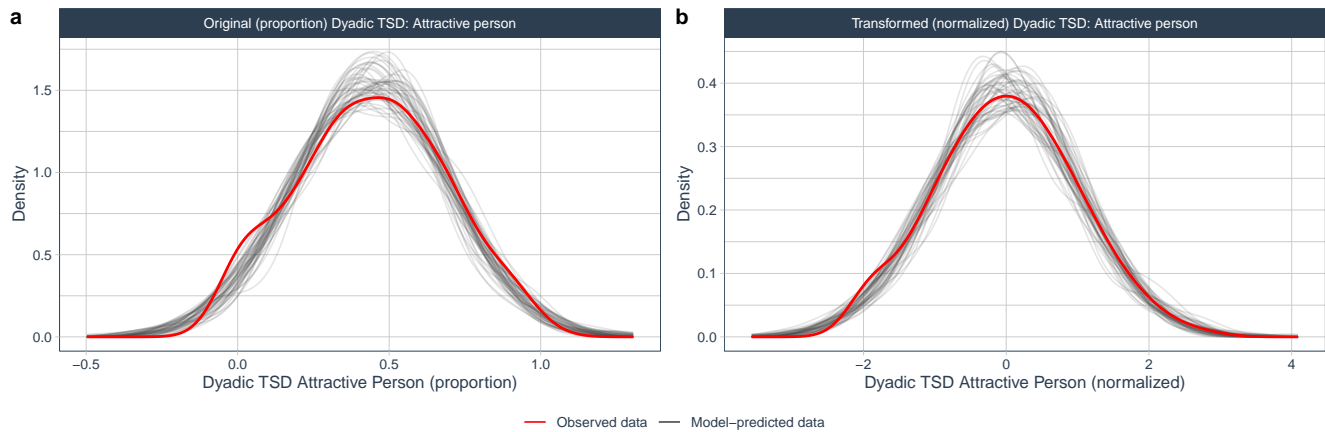 a
Original (proportion) Dyadic TSD: Attractive person
Density
1.5
1.0
0.5
0.0
−0.5 0.0 0.5 1.0
Dyadic TSD Attractive Person (proportion)
b
Transformed (normalized) Dyadic TSD: Attractive person
Density
0.4
0.3
0.2
0.1
0.0
−2 0 2 4
Dyadic TSD Attractive Person (normalized)
Observed data Model−predicted data